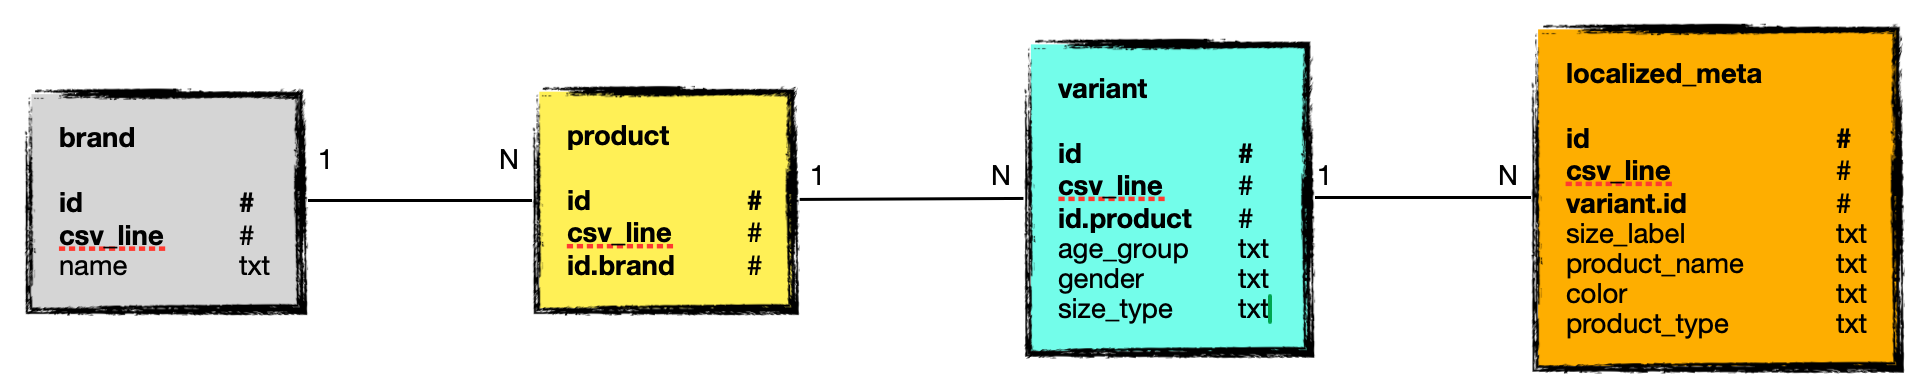 brand
id #
csv_line #
name txt
1 N
product
id #
csv_line #
id.brand #
1 N
variant
id #
csv_line #
id.product #
age_group txt
gender txt
size_type txt
1 N
localized_meta
id #
csv_line #
variant.id #
size_label txt
product_name txt
color txt
product_type txt